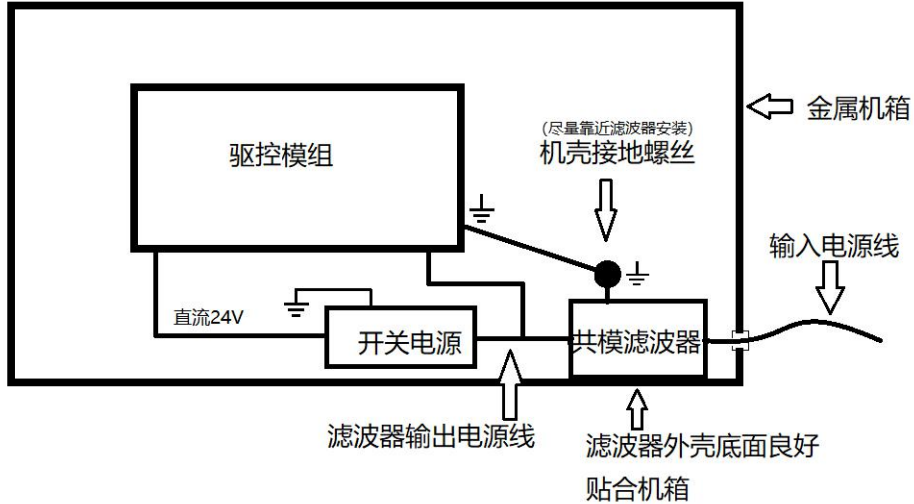 金属机箱
(尽量靠近滤波器安装)
机壳接地螺丝
驱控模组
输入电源线
直流24V
开关电源
共模滤波器
滤波器输出电源线
滤波器外壳底面良好
贴合机箱